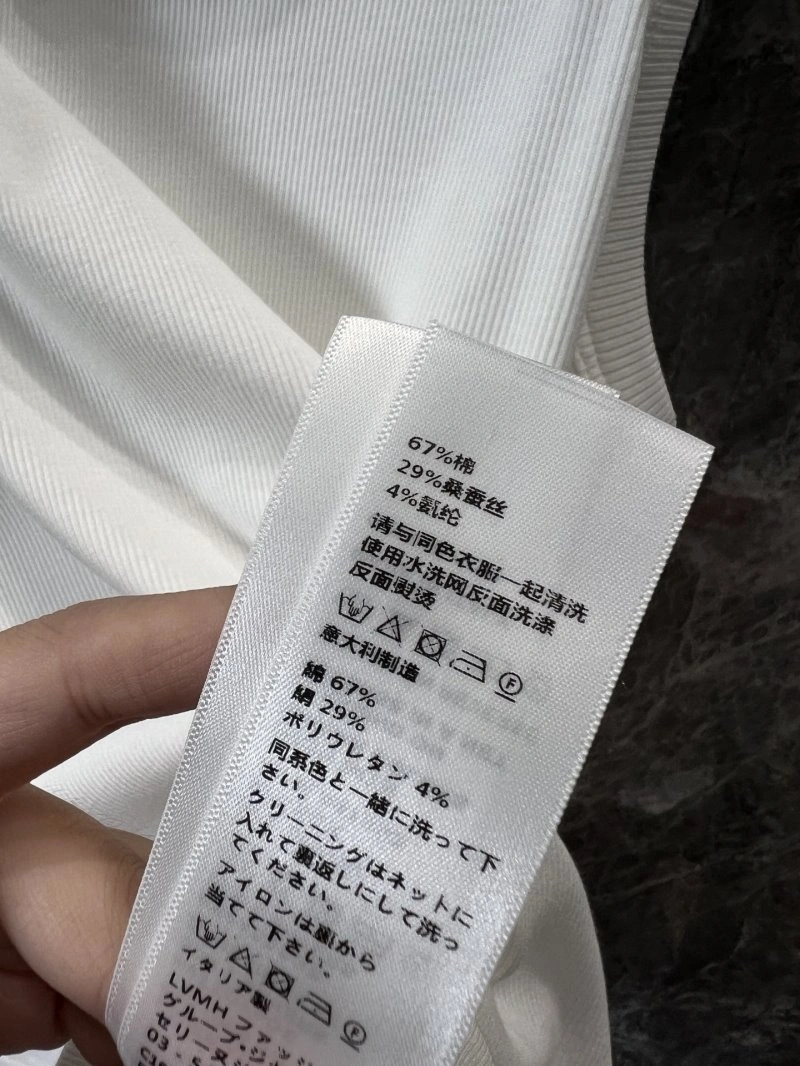 67%棉
29%桑蚕丝
4%氨纶
请与同色衣服一起清洗
使用水洗网反面洗涤
反面熨烫
F
意大利制造
綿 67%
絹 29%
ポリウレタン 4%
同系色と一緒に洗って下
さい。
クリーニングはネットに
入れて裏返しにして洗っ
てください。
アイロンは裏から
当てて下さい。
F
イタリア製
LVMH ファッシ
グループ・ジ
セリーヌジ
03 -